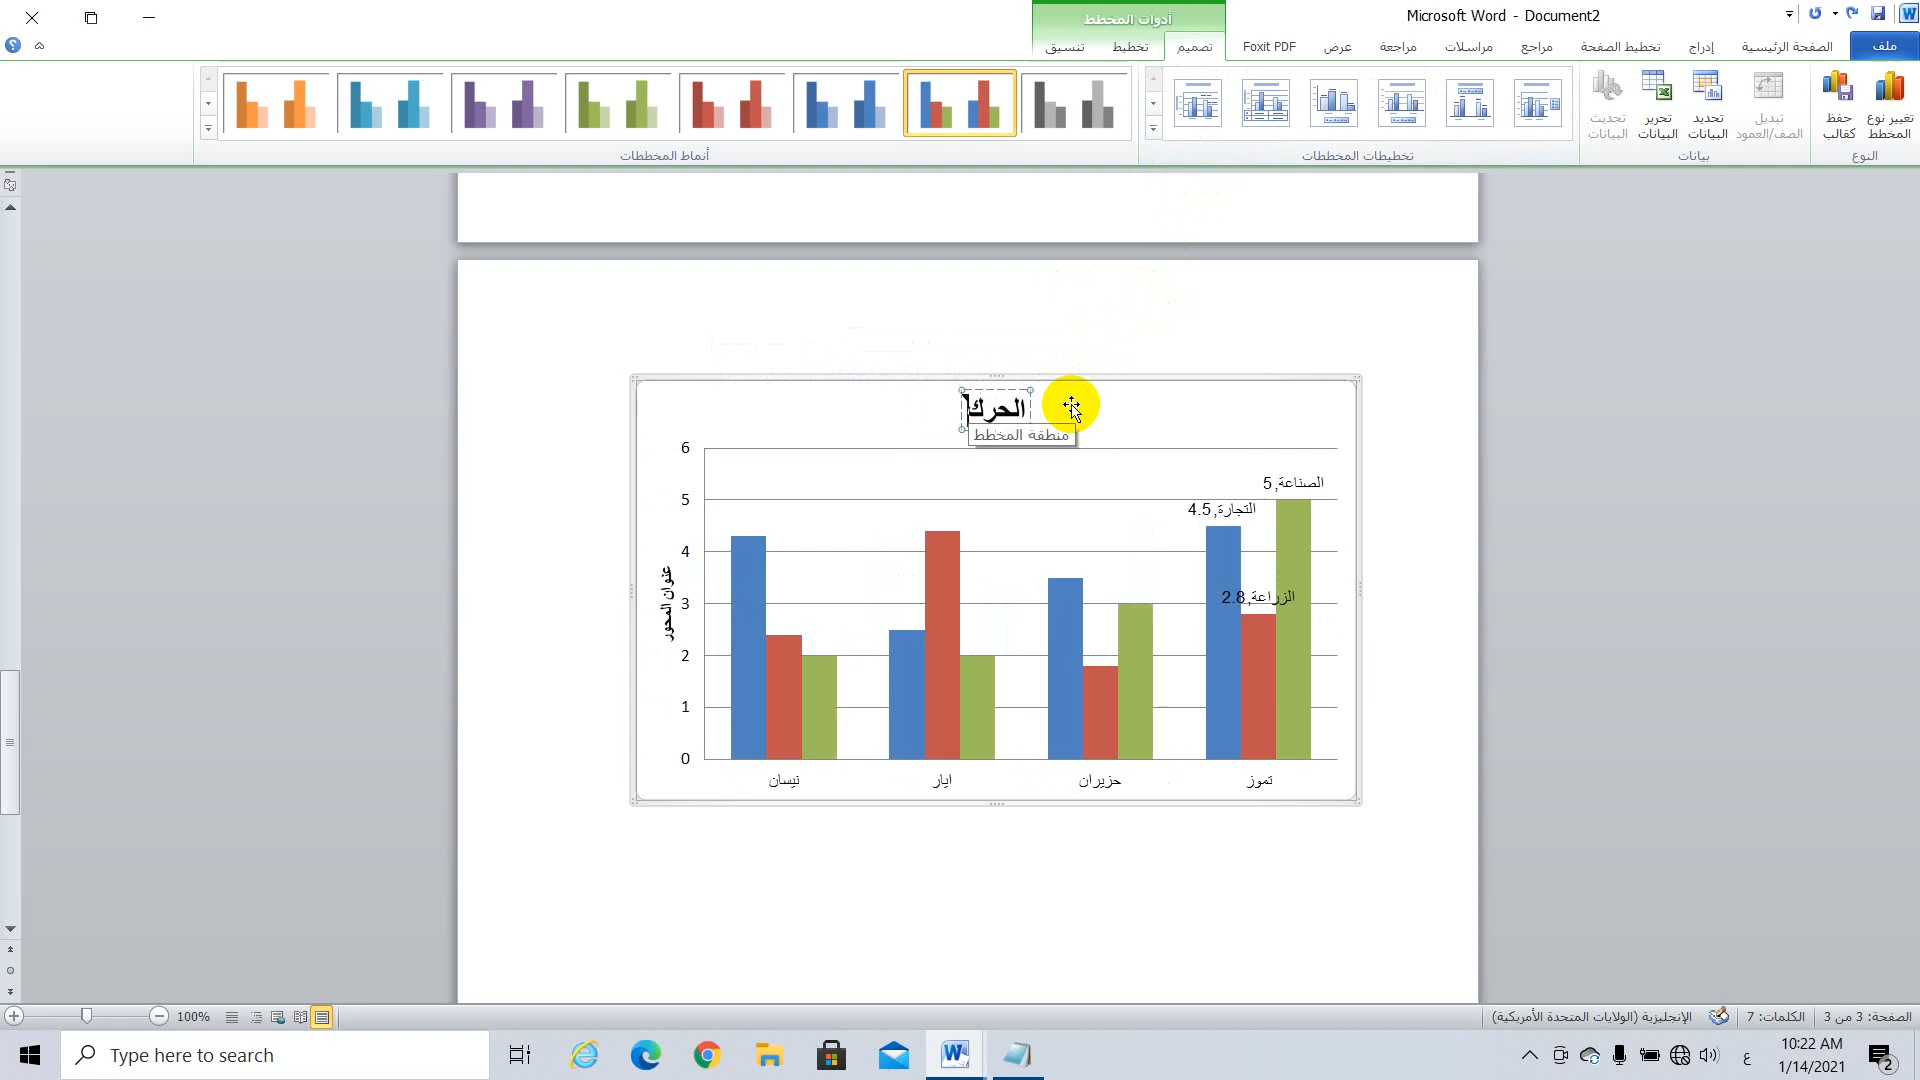 Microsoft Word - Document2
أدوات المخطط
ملف
الصفحة الرئيسية
إدراج
تخطيط الصفحة
مراجع
مراسلات
مراجعة
عرض
Foxit PDF
تصميم
تخطيط
تنسيق
تغيير نوع المخطط
حفظ كقالب
تبديل الصف/العمود
تحديد البيانات
تحرير البيانات
تحديث البيانات
النوع
بيانات
تخطيطات المخططات
أنماط المخططات
الحرك
منطقة المخطط
6
5
4
3
2
1
0
عنوان المحور
الصناعة, 5
التجارة, 4.5
الزراعة, 2.8
نيسان
ايار
حزيران
تموز
الصفحة: 3 من 3
الكلمات: 7
الإنجليزية (الولايات المتحدة الأمريكية)
100%
Type here to search
ع
10:22 AM
1/14/2021
2